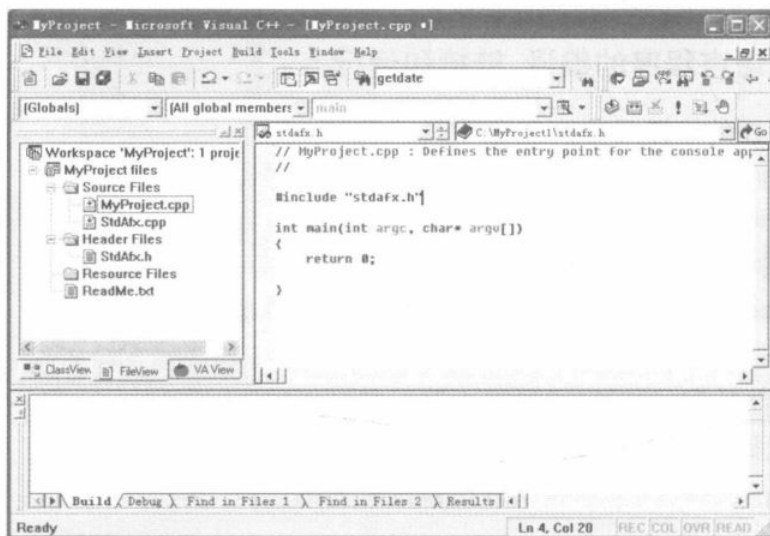 MyProject - Microsoft Visual C++ - [MyProject.cpp *]
File Edit View Insert Project Build Tools Window Help
getdate
(Globals) [All global members main
stdafx.h C:\MyProject1\stdafx.h Go
Workspace 'MyProject': 1 proje
MyProject files
Source Files
MyProject.cpp
StdAfx.cpp
Header Files
StdAfx.h
Resource Files
ReadMe.txt
ClassView FileView VA View
// MyProject.cpp : Defines the entry point for the console app
//
#include "stdafx.h"
int main(int argc, char* argv[])
{
return 0;
}
Build Debug Find in Files 1 Find in Files 2 Results
Ready Ln 4, Col 20 REC COL OVR READ